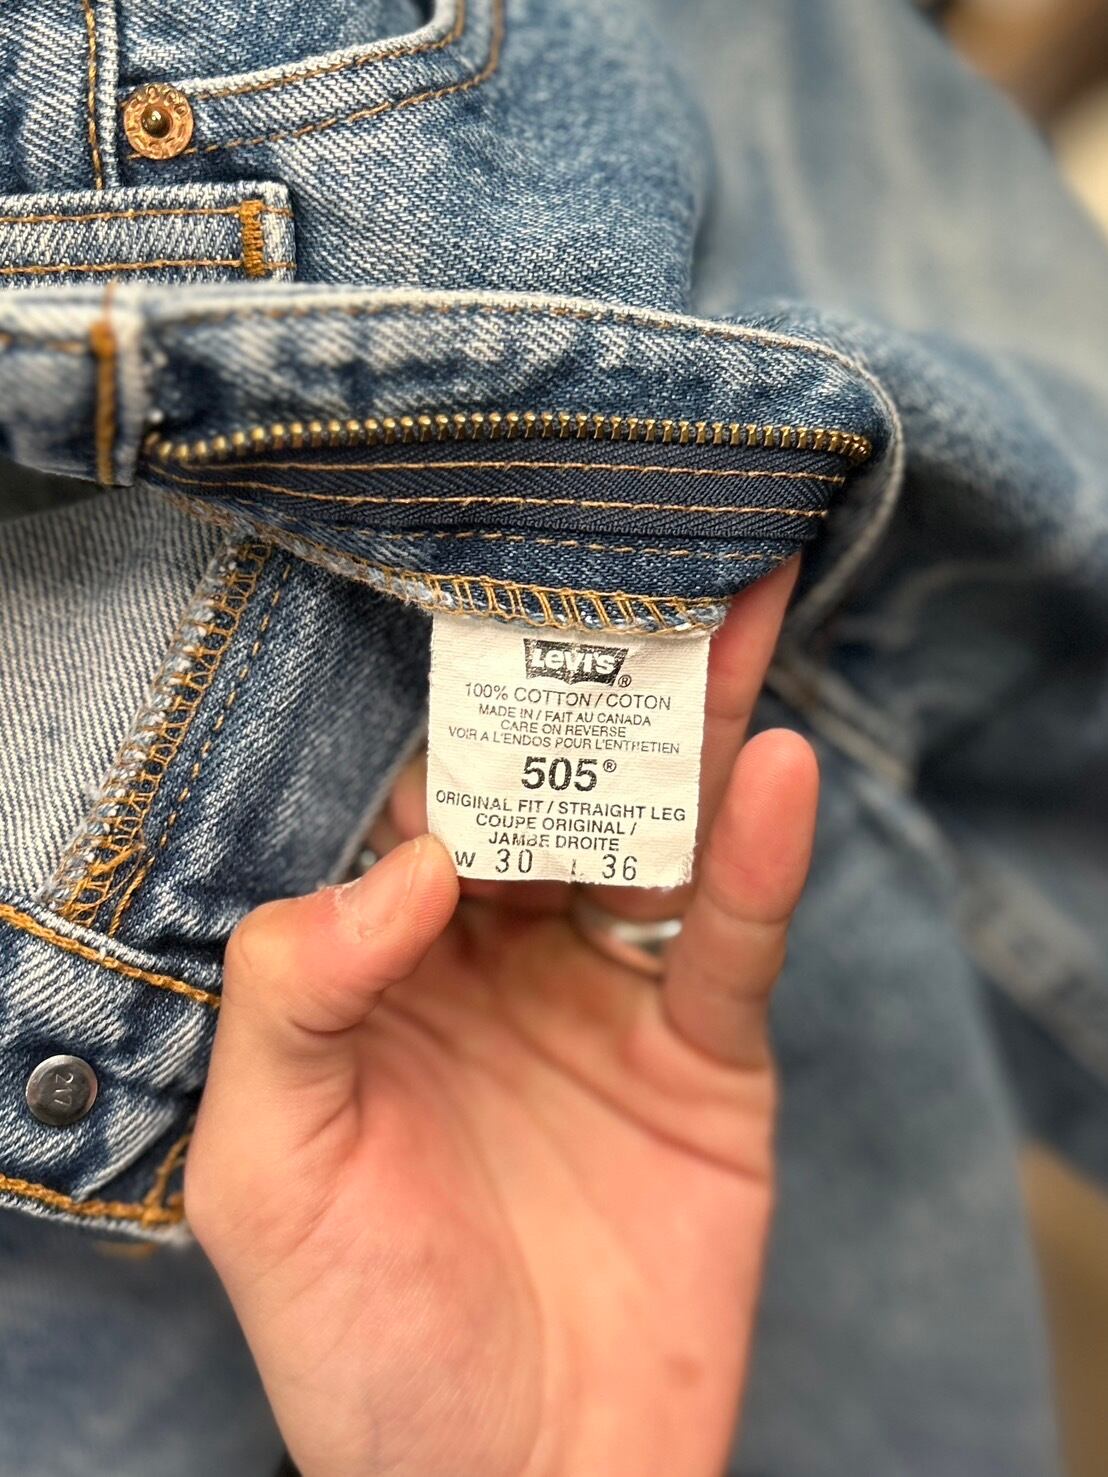 Levi's®
100% COTTON / COTON
MADE IN / FAIT AU CANADA
CARE ON REVERSE
VOIR A L'ENDOS POUR L'ENTRETIEN
505®
ORIGINAL FIT / STRAIGHT LEG
COUPE ORIGINAL /
JAMBE DROITE
W 30 L 36